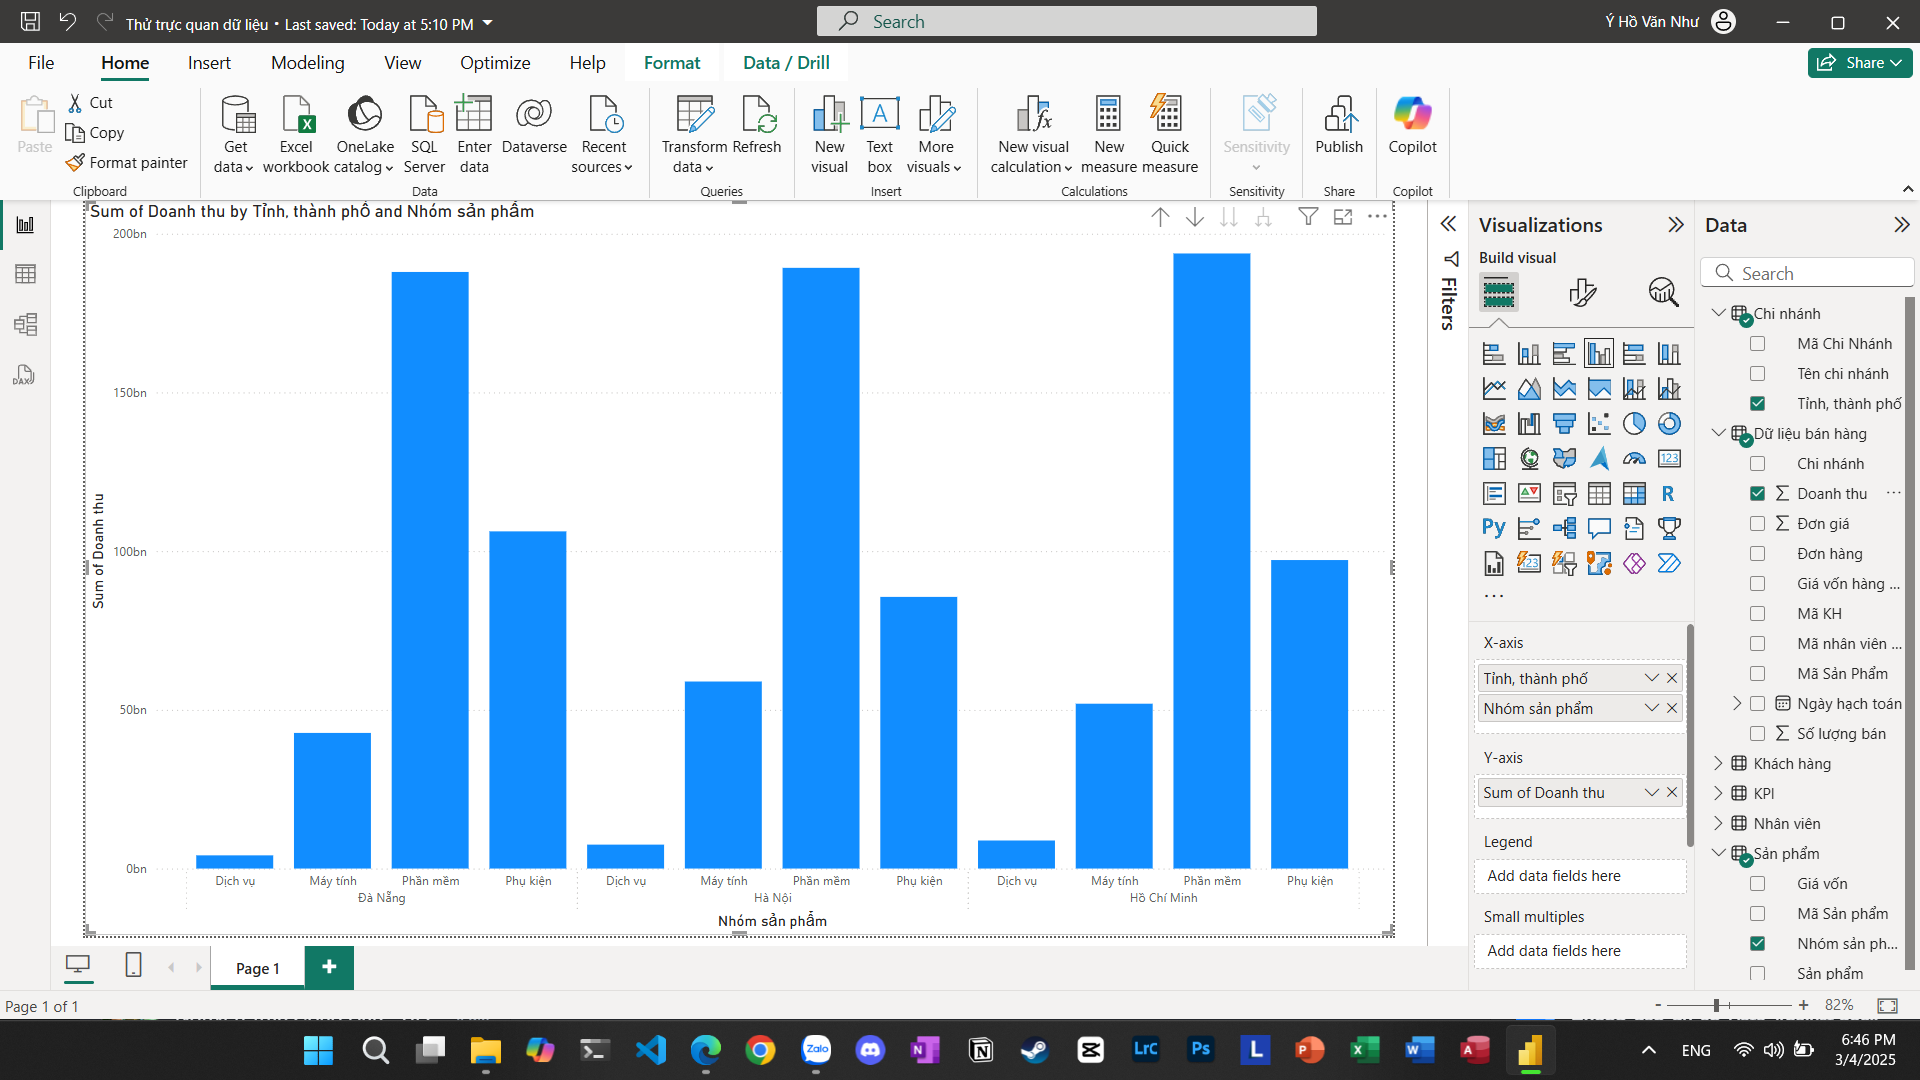 Thử trực quan dữ liệu • Last saved: Today at 5:10 PM
Search
Ý Hồ Văn Như
File
Home
Insert
Modeling
View
Optimize
Help
Format
Data / Drill
Share
Paste
Cut
Copy
Format painter
Clipboard
Get data
Excel workbook
OneLake catalog
SQL Server
Enter data
Dataverse
Recent sources
Data
Transform data
Refresh
Queries
New visual
Text box
More visuals
Insert
New visual calculation
New measure
Quick measure
Calculations
Sensitivity
Sensitivity
Publish
Share
Copilot
Copilot
Sum of Doanh thu by Tỉnh, thành phố and Nhóm sản phẩm
200bn
150bn
100bn
50bn
0bn
Sum of Doanh thu
Dịch vụ Máy tính Phần mềm Phụ kiện Dịch vụ Máy tính Phần mềm Phụ kiện Dịch vụ Máy tính Phần mềm Phụ kiện
Đà Nẵng Hà Nội Hồ Chí Minh
Nhóm sản phẩm
Filters
Visualizations
Build visual
123
R
Py
123
X-axis
Tỉnh, thành phố
Nhóm sản phẩm
Y-axis
Sum of Doanh thu
Legend
Add data fields here
Small multiples
Add data fields here
Data
Search
Chi nhánh
Mã Chi Nhánh
Tên chi nhánh
Tỉnh, thành phố
Dữ liệu bán hàng
Chi nhánh
Doanh thu
Đơn giá
Đơn hàng
Giá vốn hàng ...
Mã KH
Mã nhân viên ...
Mã Sản Phẩm
Ngày hạch toán
Số lượng bán
Khách hàng
KPI
Nhân viên
Sản phẩm
Giá vốn
Mã Sản phẩm
Nhóm sản ph...
Sản phẩm
DAX
Page 1
Page 1 of 1
82%
Zalo
LrC
Ps
L
ENG
6:46 PM
3/4/2025